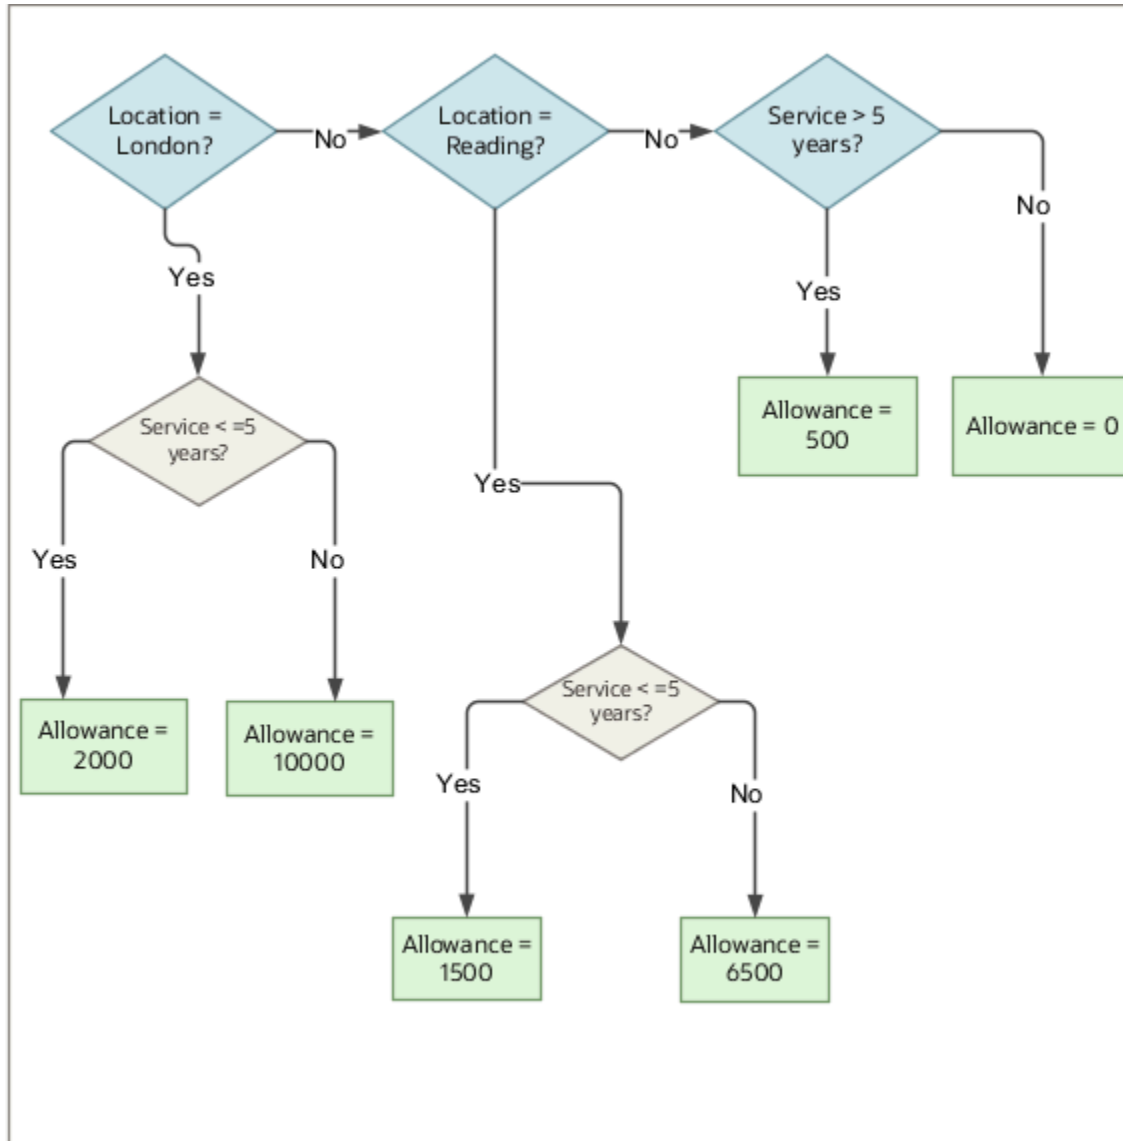 Location =
London?
No
Location =
Reading?
No
Service > 5
years?
No
Yes
Yes
Allowance =
500
Allowance = 0
Service < =5
years?
Yes
Yes
No
Service < =5
years?
Allowance =
2000
Allowance =
10000
Yes
No
Allowance =
1500
Allowance =
6500